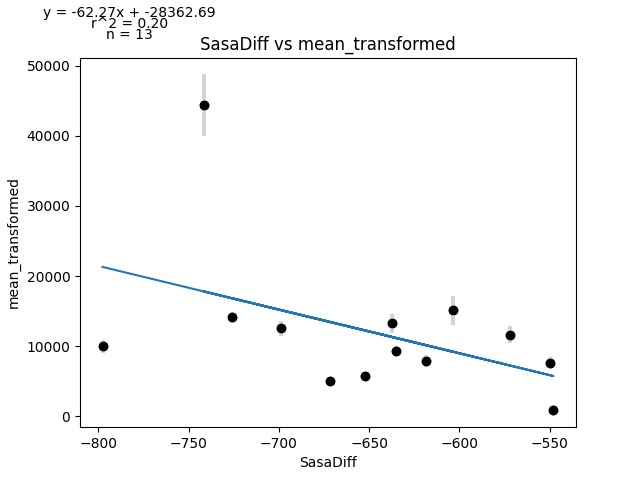 y = -62.27x + -28362.69
r^2 = 0.20
n = 13
SasaDiff vs mean_transformed
50000
40000
30000
20000
10000
0
mean_transformed
−800
−750
−700
−650
−600
−550
SasaDiff